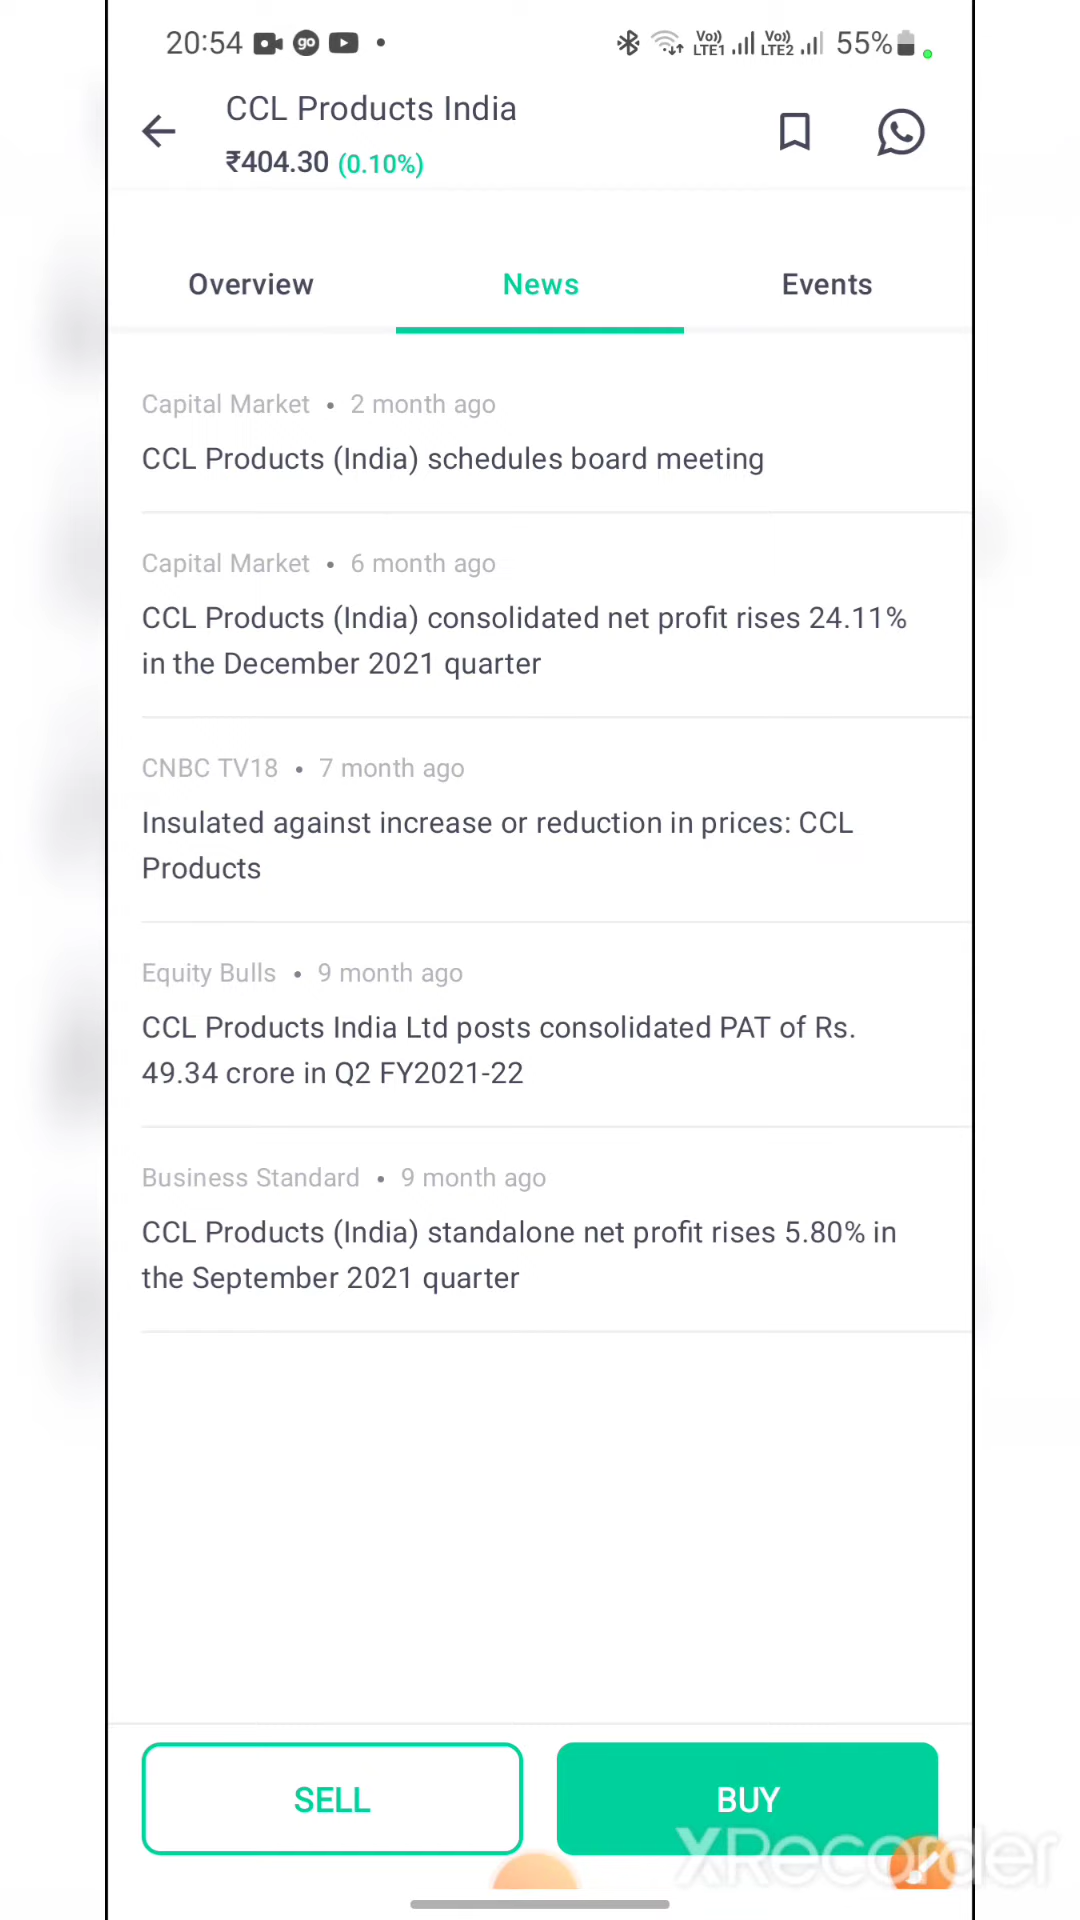 20:54 go Vo)) LTE1 Vo)) LTE2 55%
CCL Products India
₹404.30 (0.10%)
Overview News Events
Capital Market • 2 month ago
CCL Products (India) schedules board meeting
Capital Market • 6 month ago
CCL Products (India) consolidated net profit rises 24.11%
in the December 2021 quarter
CNBC TV18 • 7 month ago
Insulated against increase or reduction in prices: CCL
Products
Equity Bulls • 9 month ago
CCL Products India Ltd posts consolidated PAT of Rs.
49.34 crore in Q2 FY2021-22
Business Standard • 9 month ago
CCL Products (India) standalone net profit rises 5.80% in
the September 2021 quarter
SELL BUY
XRecorder